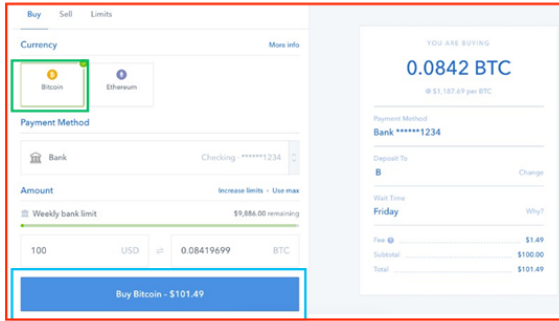 Buy Sell Limits
Currency More info
Bitcoin Ethereum
Payment Method
Bank Checking - ******1234
Amount Increase limits - Use max
Weekly bank limit $9,886.00 remaining
100 USD 0.08419699 BTC
Buy Bitcoin - $101.49
YOU ARE BUYING
0.0842 BTC
@ $1,187.69 per BTC
Payment Method
Bank ******1234
Deposit To
B Change
Wait Time
Friday Why?
Fee $1.49
Subtotal $100.00
Total $101.49